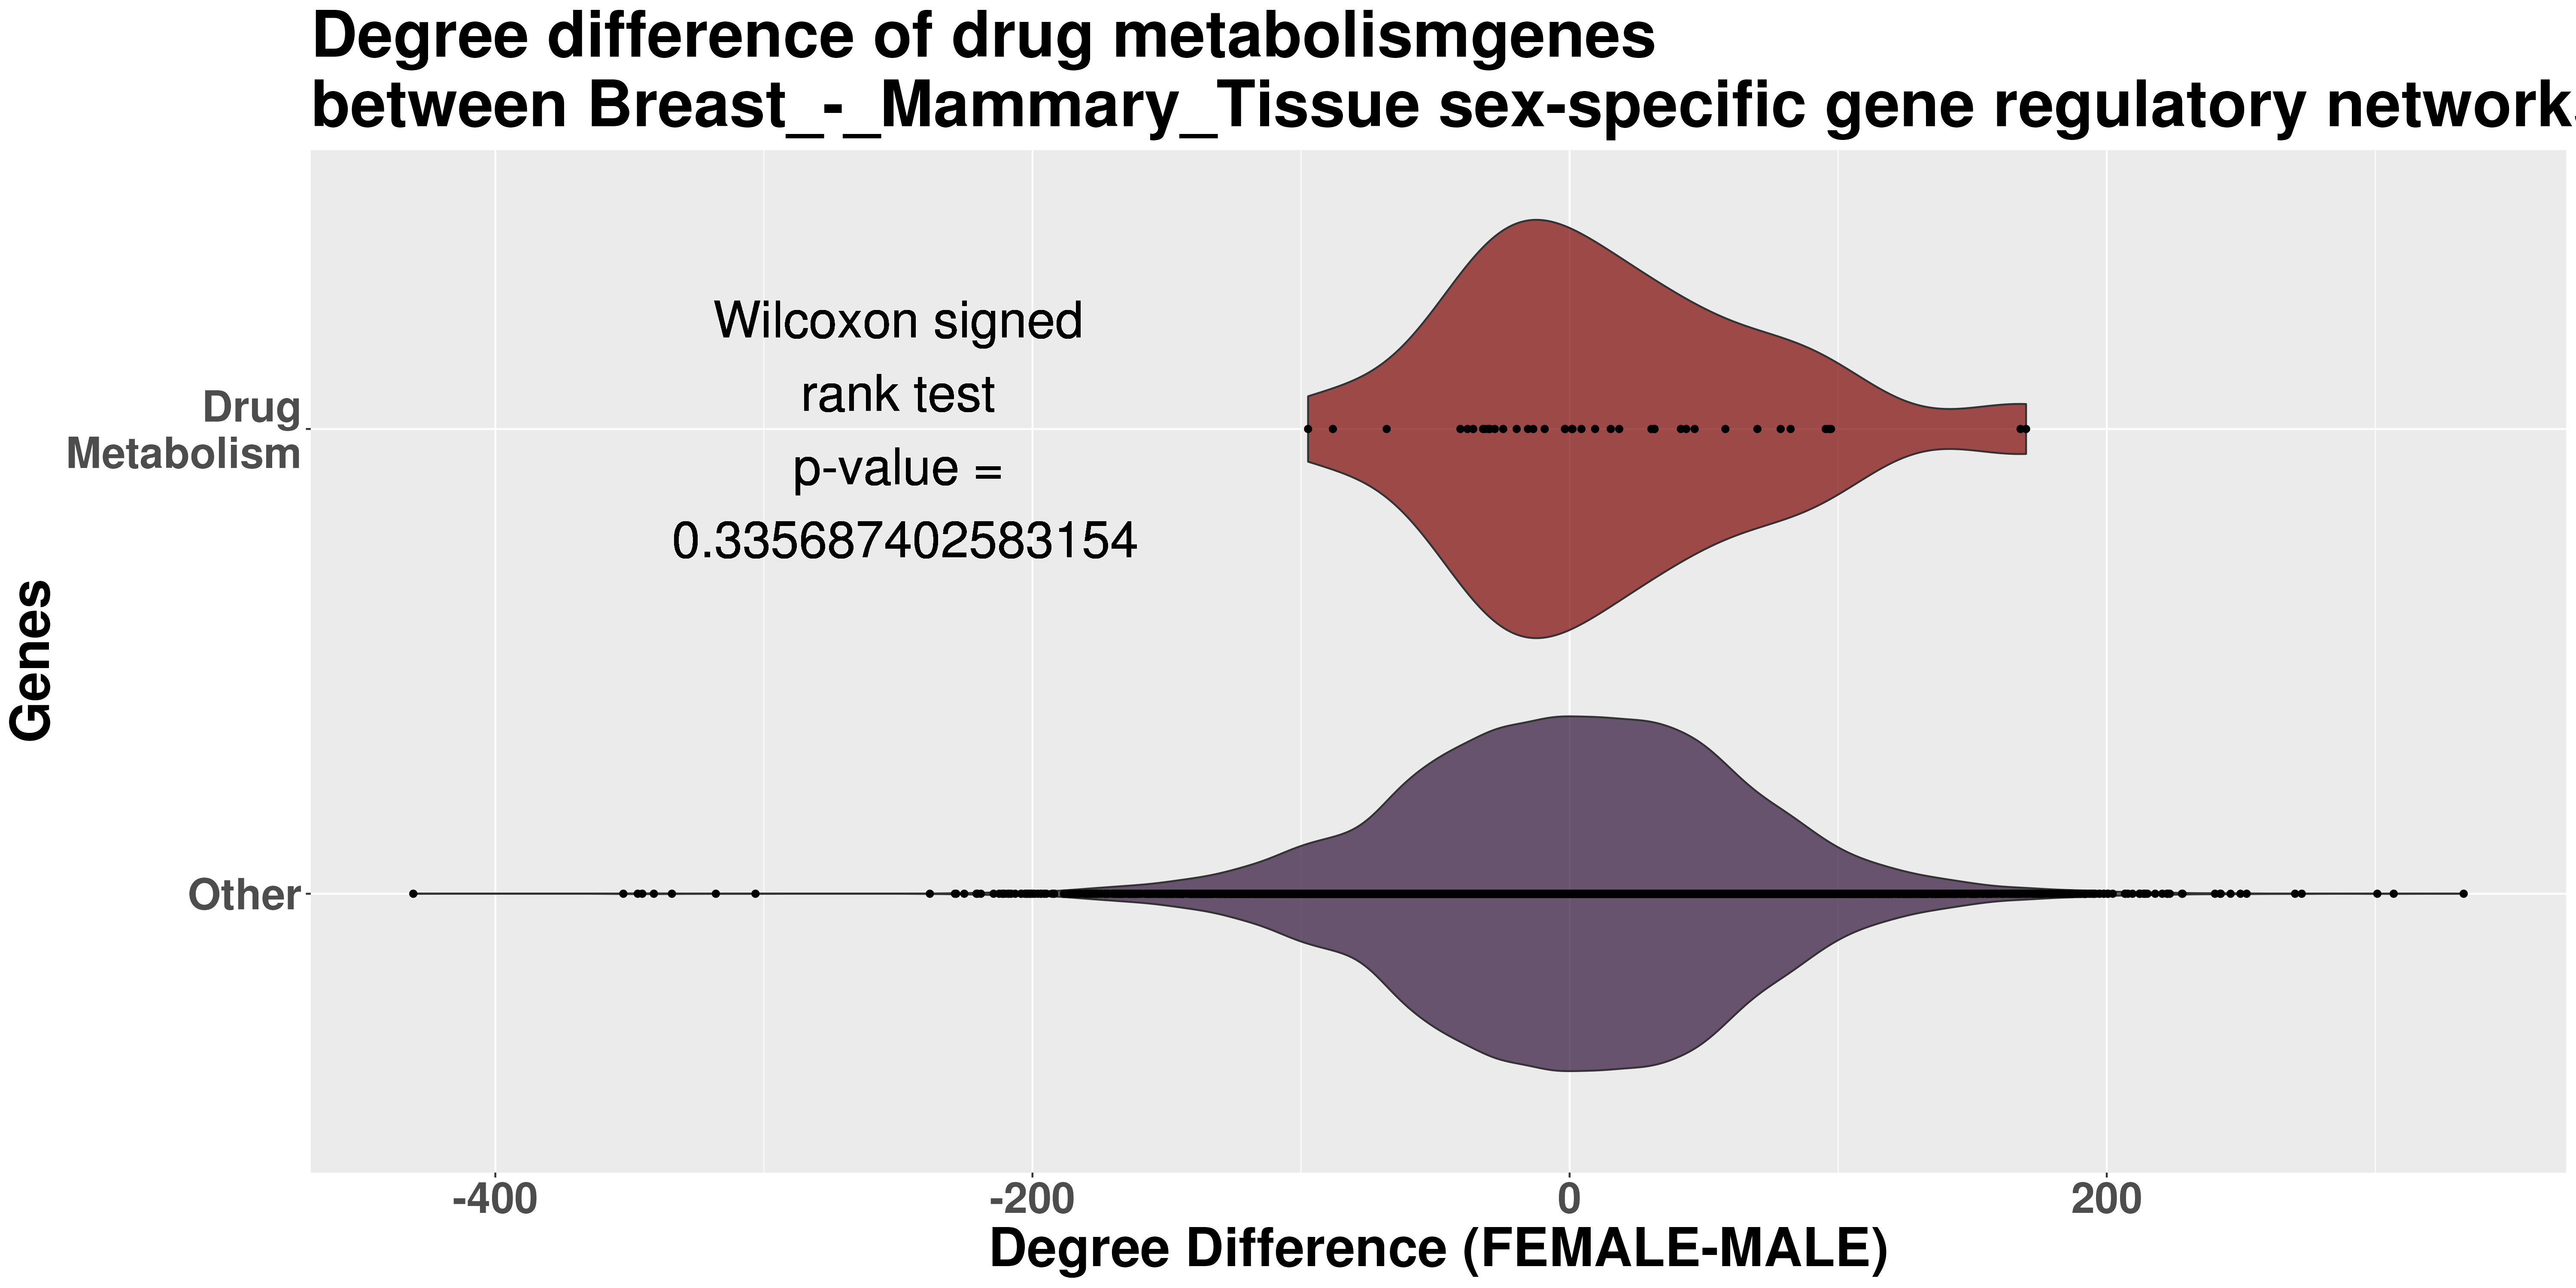 Degree difference of drug metabolismgenes
between Breast_-_Mammary_Tissue sex-specific gene regulatory networks
Wilcoxon signed
rank test
p-value =
0.335687402583154
Drug
Metabolism
Other
Genes
-400
-200
0
200
Degree Difference (FEMALE-MALE)